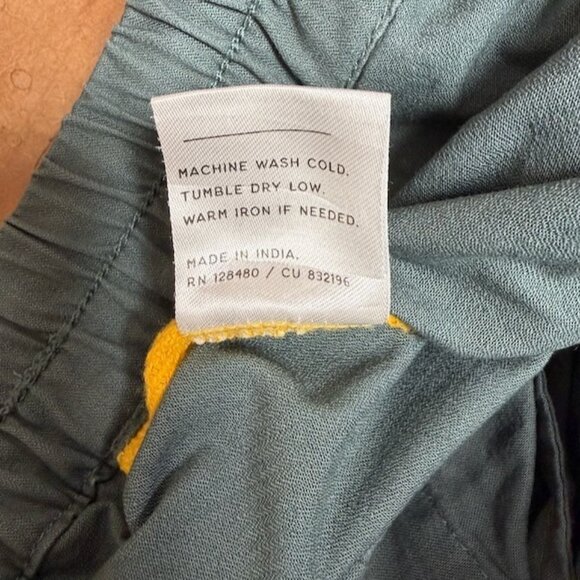 MACHINE WASH COLD.
TUMBLE DRY LOW.
WARM IRON IF NEEDED.
MADE IN INDIA.
RN 128480 / CU 832196